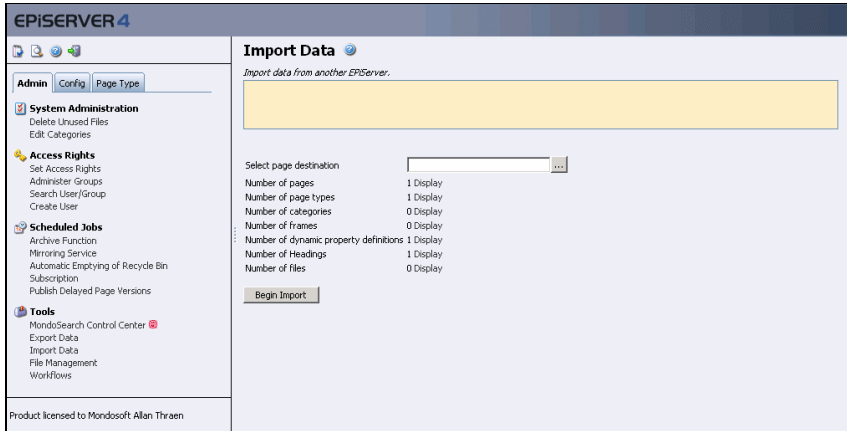 EPiSERVER 4
Admin Config Page Type
System Administration
Delete Unused Files
Edit Categories
Access Rights
Set Access Rights
Administer Groups
Search User/Group
Create User
Scheduled Jobs
Archive Function
Mirroring Service
Automatic Emptying of Recycle Bin
Subscription
Publish Delayed Page Versions
Tools
MondoSearch Control Center
Export Data
Import Data
File Management
Workflows
Product licensed to Mondosoft Allan Thraen
Import Data
Import data from another EPiServer.
Select page destination ...
Number of pages 1 Display
Number of page types 1 Display
Number of categories 0 Display
Number of frames 0 Display
Number of dynamic property definitions 1 Display
Number of Headings 1 Display
Number of files 0 Display
Begin Import